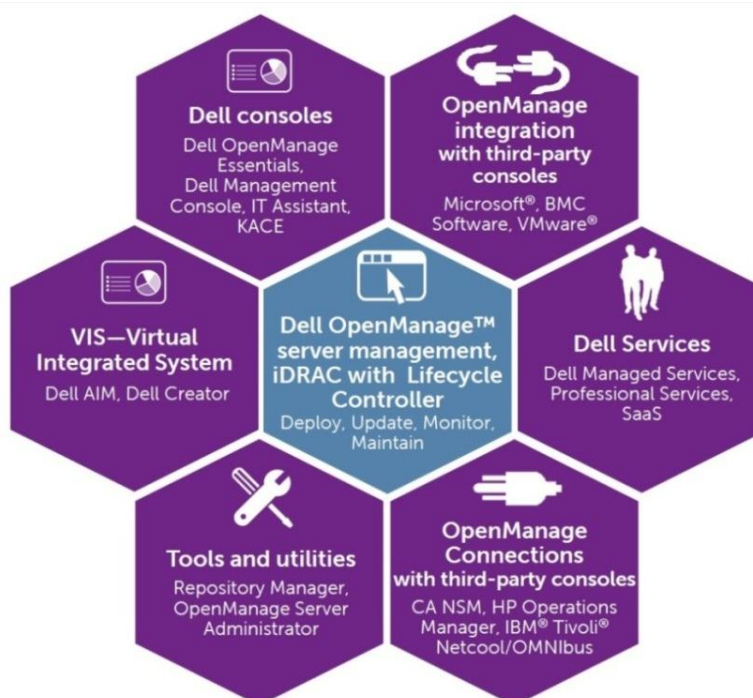 Dell consoles
Dell OpenManage
Essentials,
Dell Management
Console, IT Assistant,
KACE
OpenManage
integration
with third-party
consoles
Microsoft®, BMC
Software, VMware®
VIS—Virtual
Integrated System
Dell AIM, Dell Creator
Dell OpenManage™
server management,
iDRAC with Lifecycle
Controller
Deploy, Update, Monitor,
Maintain
Dell Services
Dell Managed Services,
Professional Services,
SaaS
Tools and utilities
Repository Manager,
OpenManage Server
Administrator
OpenManage
Connections
with third-party consoles
CA NSM, HP Operations
Manager, IBM® Tivoli®
Netcool/OMNIbus